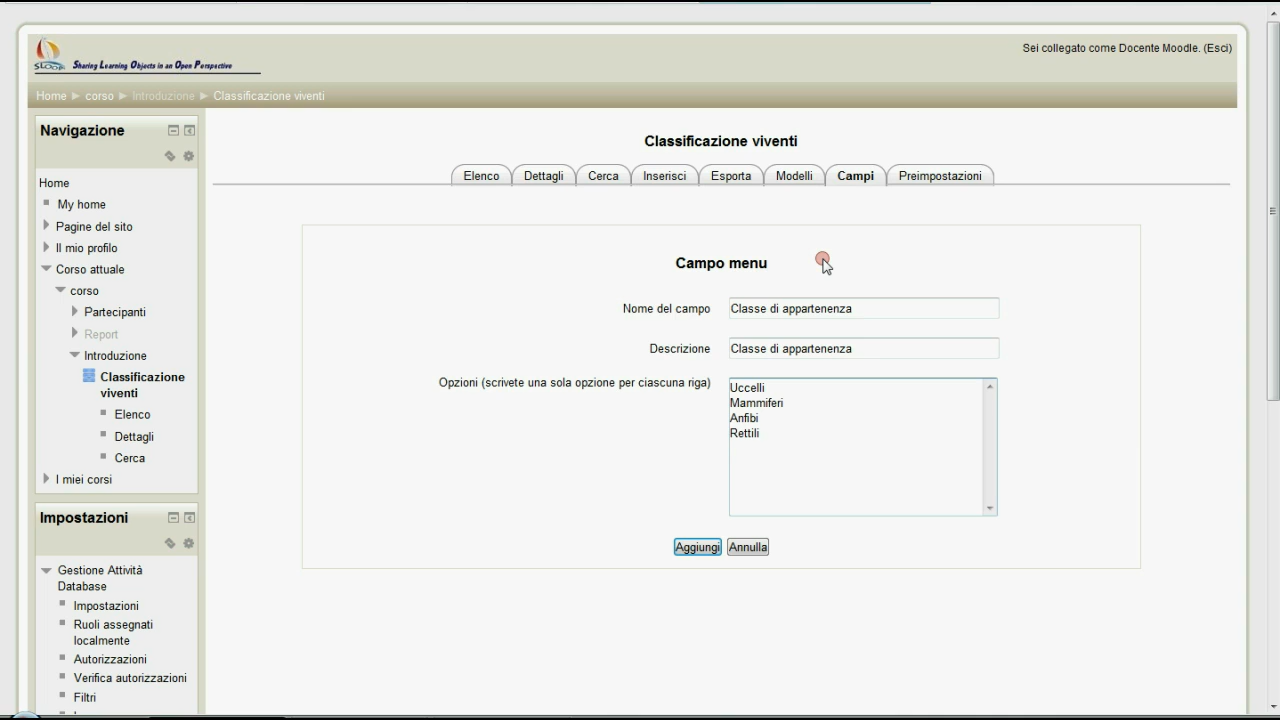 Sei collegato come Docente Moodle. (Esci)
SLOOP Sharing Learning Objects in an Open Perspective
Home ► corso ► Introduzione ► Classificazione viventi
Navigazione
Home
My home
Pagine del sito
Il mio profilo
Corso attuale
corso
Partecipanti
Report
Introduzione
Classificazione
viventi
Elenco
Dettagli
Cerca
I miei corsi
Impostazioni
Gestione Attività
Database
Impostazioni
Ruoli assegnati
localmente
Autorizzazioni
Verifica autorizzazioni
Filtri
Classificazione viventi
Elenco Dettagli Cerca Inserisci Esporta Modelli Campi Preimpostazioni
Campo menu
Nome del campo Classe di appartenenza
Descrizione Classe di appartenenza
Opzioni (scrivete una sola opzione per ciascuna riga)
Uccelli
Mammiferi
Anfibi
Rettili
Aggiungi Annulla